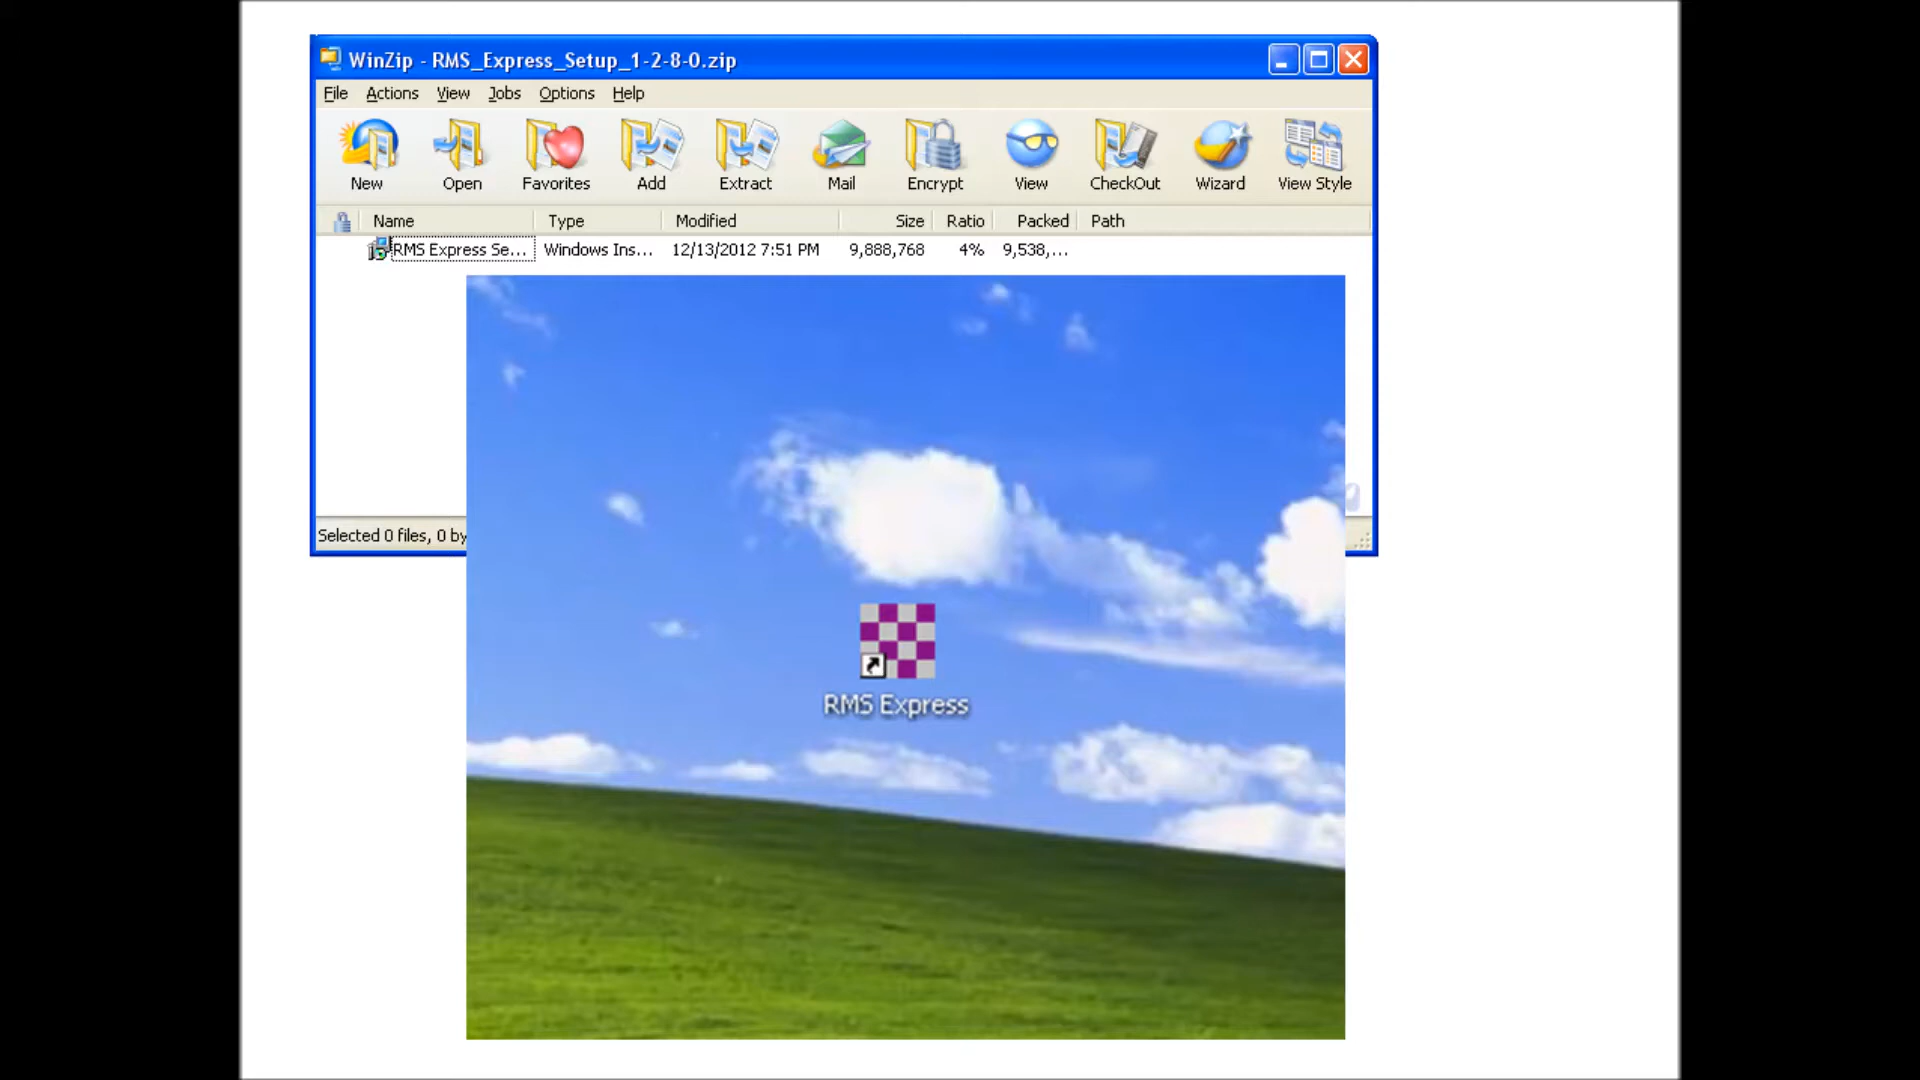 WinZip - RMS_Express_Setup_1-2-8-0.zip
File Actions View Jobs Options Help
New Open Favorites Add Extract Mail Encrypt View CheckOut Wizard View Style
Name Type Modified Size Ratio Packed Path
RMS Express Se... Windows Ins... 12/13/2012 7:51 PM 9,888,768 4% 9,538,...
Selected 0 files, 0 by
RMS Express